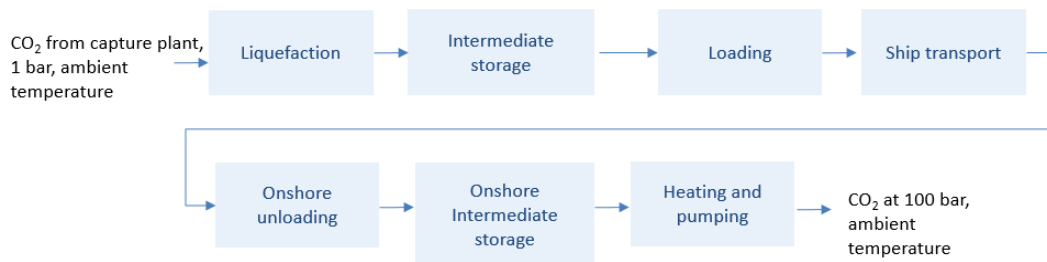 CO₂ from capture plant,
1 bar, ambient
temperature
Liquefaction
Intermediate
storage
Loading
Ship transport
Onshore
unloading
Onshore
Intermediate
storage
Heating and
pumping
CO₂ at 100 bar,
ambient
temperature